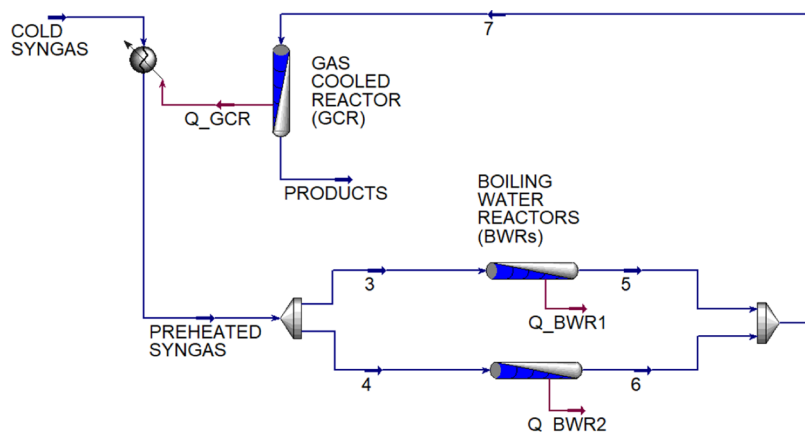 7
COLD
SYNGAS
GAS
COOLED
REACTOR
(GCR)
Q_GCR
PRODUCTS
BOILING
WATER
REACTORS
(BWRs)
3
5
Q_BWR1
PREHEATED
SYNGAS
4
6
Q_BWR2